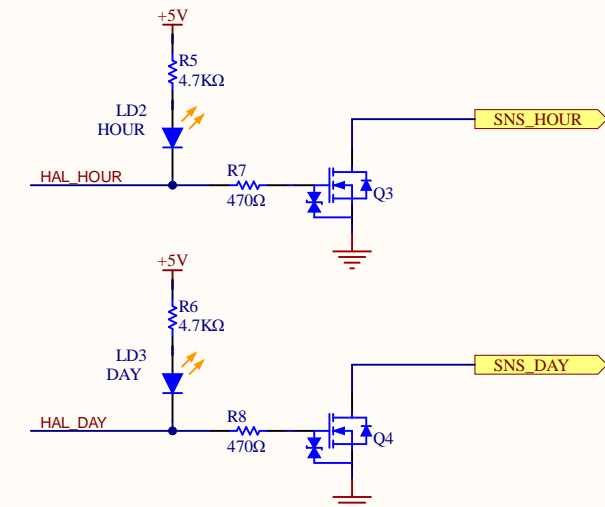 +5V
R5
4.7KΩ
LD2
HOUR
SNS_HOUR
HAL_HOUR
R7
470Ω
Q3
+5V
R6
4.7KΩ
LD3
DAY
SNS_DAY
HAL_DAY
R8
470Ω
Q4